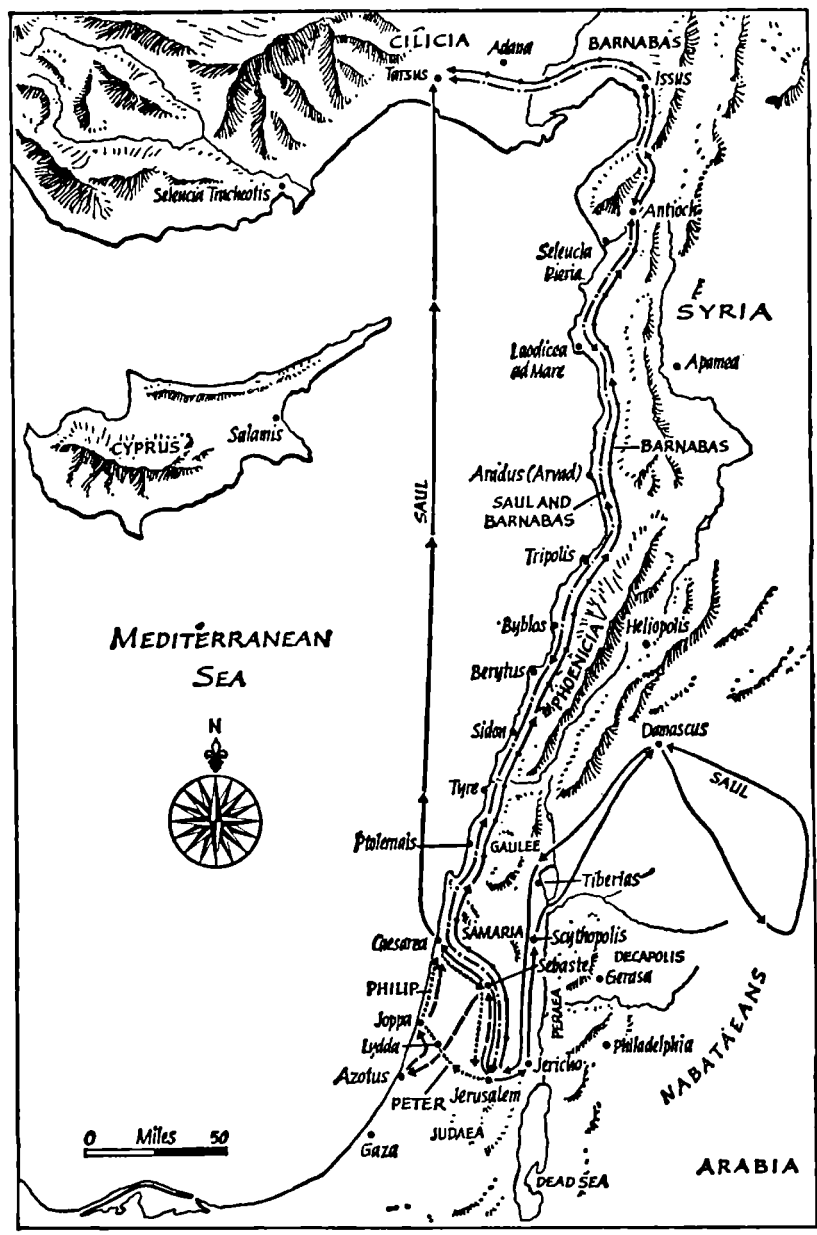 CILICIA
Adana
BARNABAS
Tarsus
Issus
Seleucia Tracheotis
Antioch
Seleucia
Pieria
SYRIA
Laodicea
ad Mare
Apamea
CYPRUS
Salamis
BARNABAS
Aradus (Arvad)
SAUL AND
BARNABAS
SAUL
Tripolis
Byblos
Heliopolis
MEDITERRANEAN
SEA
Berytus
PHOENICIA
N
Sidon
Damascus
SAUL
Tyre
Ptolemais
GALILEE
Tiberias
Caesarea
SAMARIA
Scythopolis
DECAPOLIS
Sebaste
Gerasa
PHILIP
PERAEA
Joppa
Lydda
Philadelphia
NABATAEANS
Azotus
Jericho
PETER
Jerusalem
0 Miles 50
JUDAEA
Gaza
ARABIA
DEAD SEA